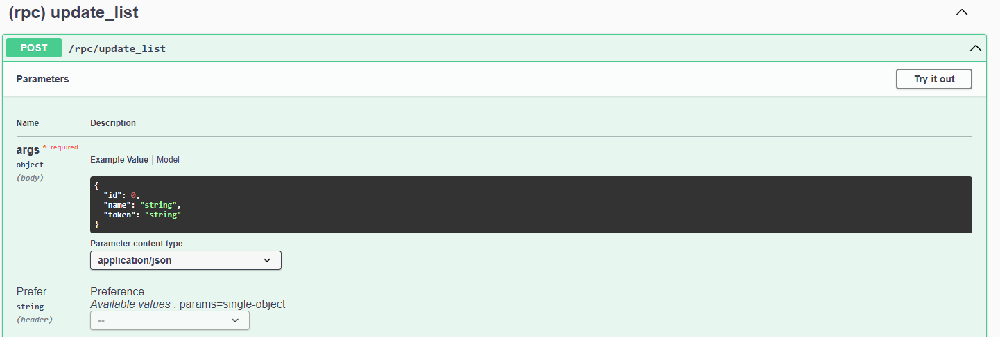 (rpc) update_list
POST /rpc/update_list
Parameters Try it out
Name Description
args * required
object
(body)
Example Value Model
{
"id": 0,
"name": "string",
"token": "string"
}
Parameter content type
application/json
Prefer
string
(header)
Preference
Available values : params=single-object
--